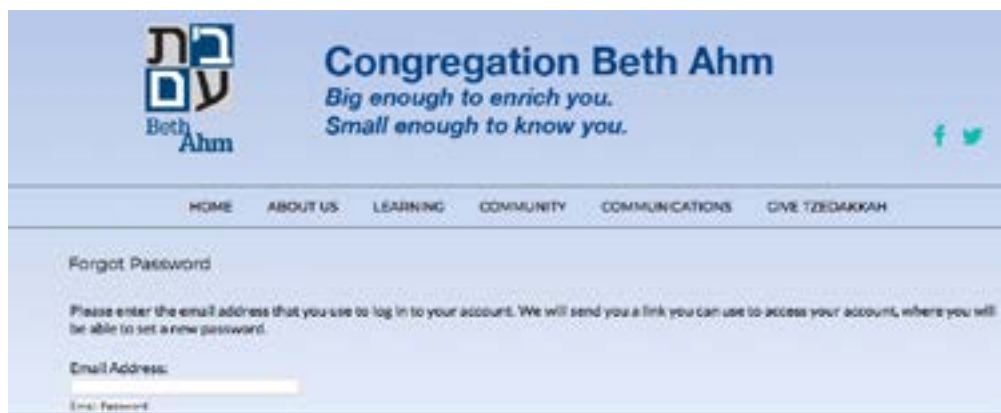 בת
עם
Beth
Ahm
Congregation Beth Ahm
Big enough to enrich you.
Small enough to know you.
HOME ABOUT US LEARNING COMMUNITY COMMUNICATIONS GIVE TZEDAKKAH
Forgot Password
Please enter the email address that you use to log in to your account. We will send you a link you can use to access your account, where you will
be able to set a new password.
Email Address:
Password